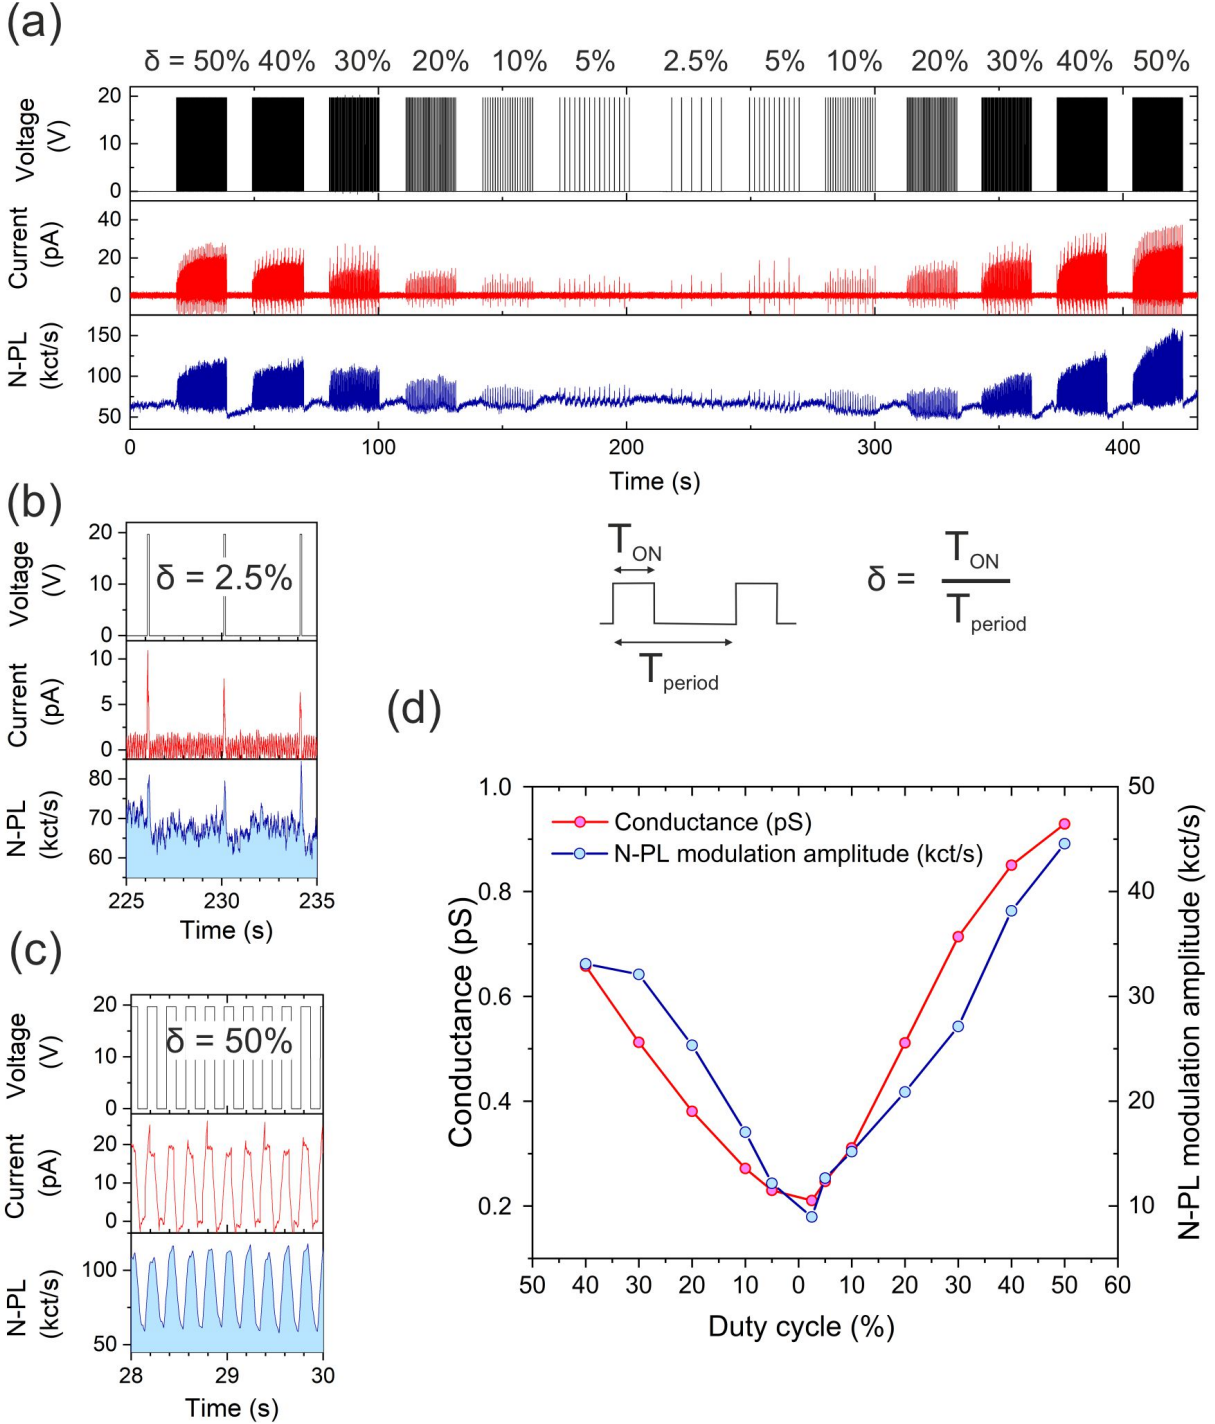 (a)
δ = 50% 40% 30% 20% 10% 5% 2.5% 5% 10% 20% 30% 40% 50%
Voltage
(V)
20
10
0
Current
(pA)
40
20
0
N-PL
(kct/s)
150
100
50
0 100 200 300 400
Time (s)
(b)
Voltage
(V)
20
10
0
δ = 2.5%
Current
(pA)
10
5
0
N-PL
(kct/s)
80
70
60
225 230 235
Time (s)
T ON
T period
δ = T ON
T period
(c)
Voltage
(V)
20
10
0
δ = 50%
Current
(pA)
20
10
0
N-PL
(kct/s)
100
50
28 29 30
Time (s)
(d)
Conductance (pS)
1.0
0.8
0.6
0.4
0.2
Conductance (pS)
N-PL modulation amplitude (kct/s)
50
40
30
20
10
N-PL modulation amplitude (kct/s)
50 40 30 20 10 0 10 20 30 40 50 60
Duty cycle (%)